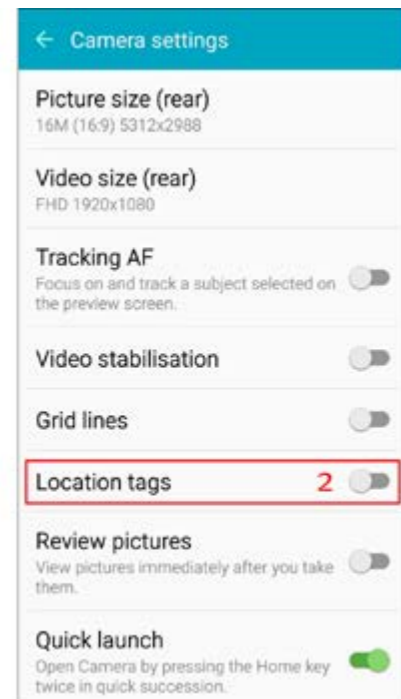 ← Camera settings
Picture size (rear)
16M (16:9) 5312x2988
Video size (rear)
FHD 1920x1080
Tracking AF
Focus on and track a subject selected on
the preview screen.
Video stabilisation
Grid lines
Location tags 2
Review pictures
View pictures immediately after you take
them.
Quick launch
Open Camera by pressing the Home key
twice in quick succession.